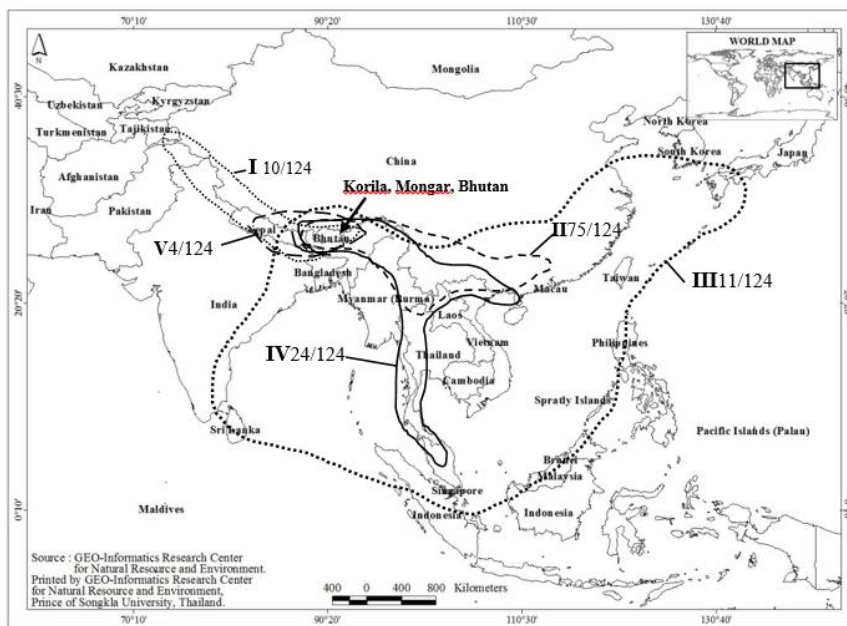 70°10'
90°20'
110°30'
130°40'
N
WORLD MAP
Kazakhstan
Mongolia
40°30'
40°30'
Uzbekistan
Kyrgyzstan
North Korea
Turkmenistan
Tajikistan
South Korea
Japan
China
I 10/124
Afghanistan
Korila, Mongar, Bhutan
Iran
Pakistan
Nepal
II75/124
Bhutan
V4/124
Bangladesh
Taiwan
III11/124
Macau
20°20'
India
Myanmar (Burma)
Laos
IV24/124
Thailand
Vietnam
Philippines
Cambodia
Spratly Islands
Sri Lanka
Pacific Islands (Palau)
Brunei
Malaysia
Singapore
0°10'
0°10'
Maldives
Indonesia
Indonesia
Source : GEO-Informatics Research Center
for Natural Resource and Environment.
Printed by GEO-Informatics Research Center
for Natural Resource and Environment,
Prince of Songkla University, Thailand.
400 0 400 800 Kilometers
70°10'
90°20'
110°30'
130°40'